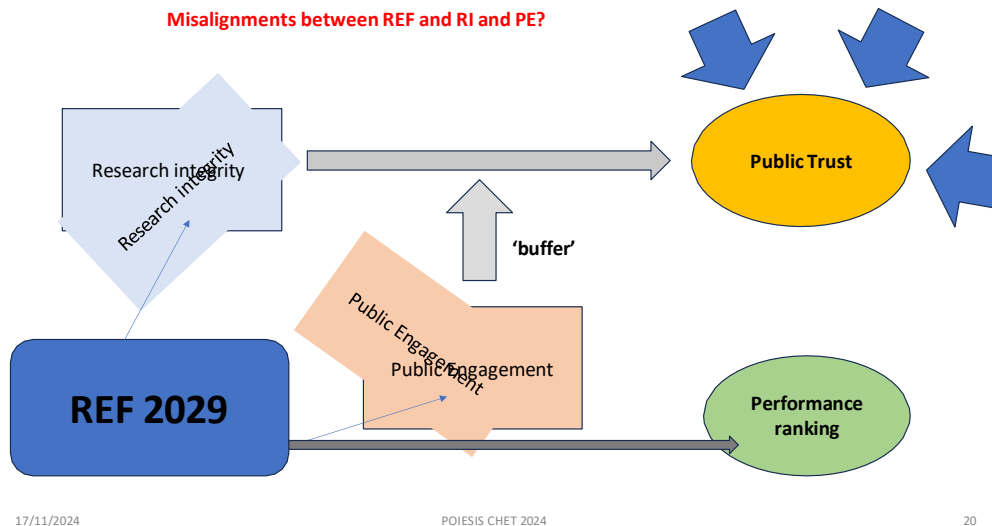 Misalignments between REF and RI and PE?
Research integrity
Research integrity
Public Trust
‘buffer’
Public Engagement
Public Engagement
REF 2029
Performance
ranking
17/11/2024
POIESIS CHET 2024
20